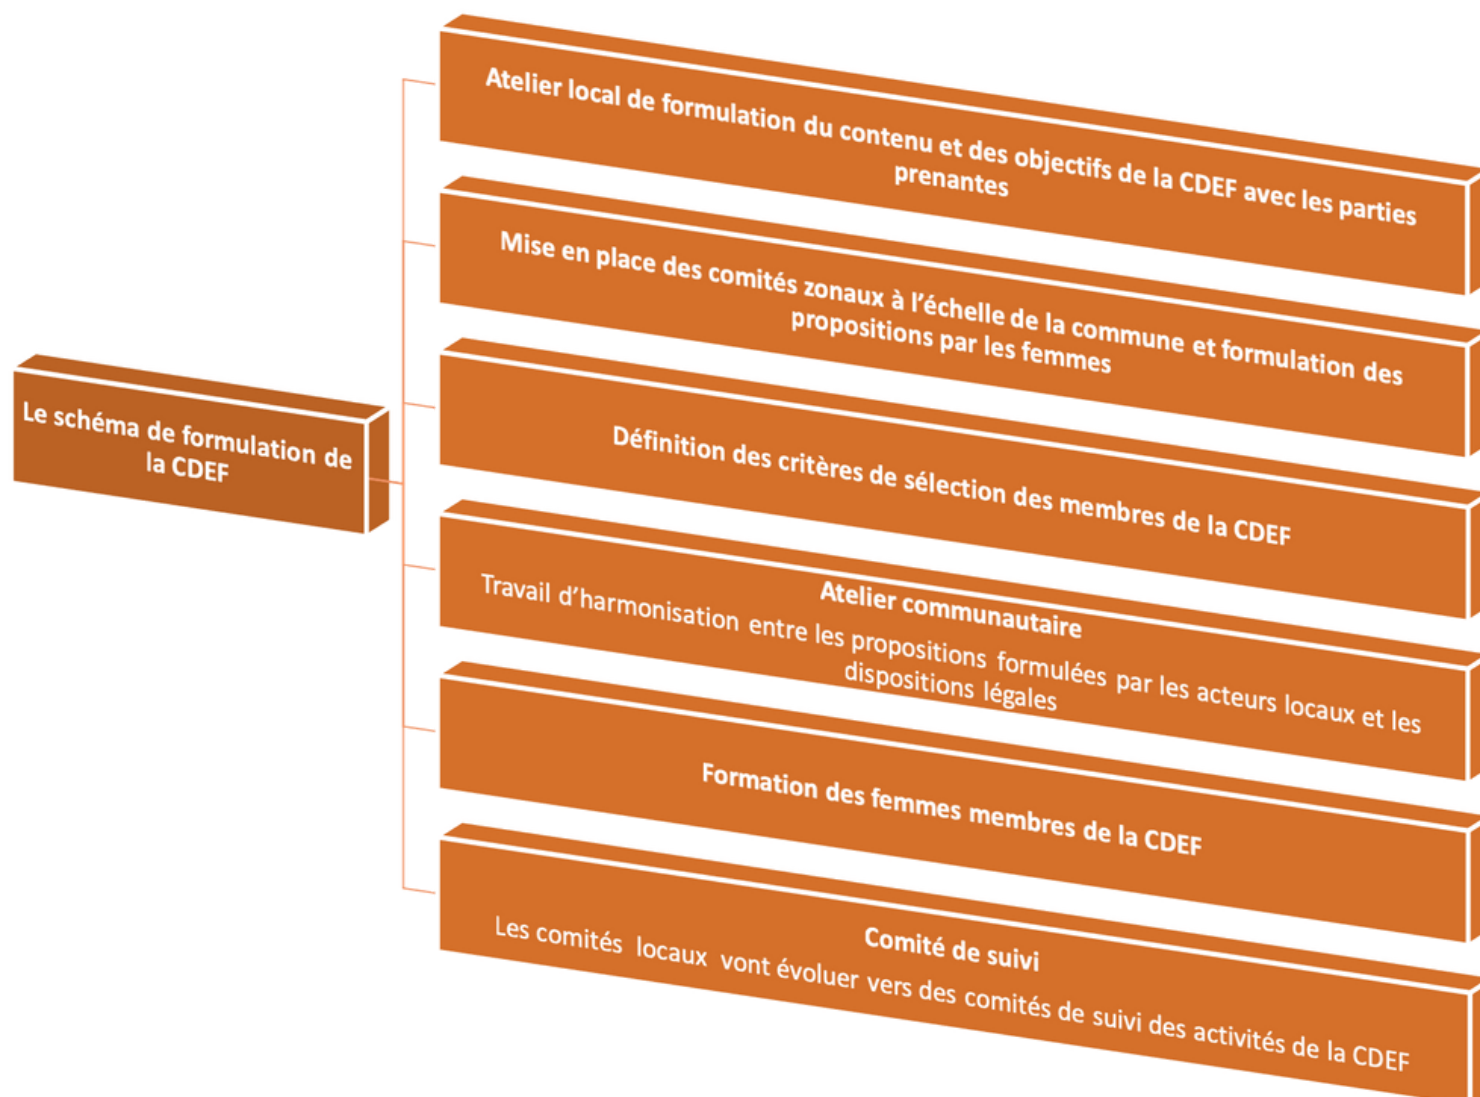 Le schéma de formulation de
la CDEF
Atelier local de formulation du contenu et des objectifs de la CDEF avec les parties
prenantes
Mise en place des comités zonaux à l'échelle de la commune et formulation des
propositions par les femmes
Définition des critères de sélection des membres de la CDEF
Atelier communautaire
Travail d'harmonisation entre les propositions formulées par les acteurs locaux et les
dispositions légales
Formation des femmes membres de la CDEF
Comité de suivi
Les comités locaux vont évoluer vers des comités de suivi des activités de la CDEF